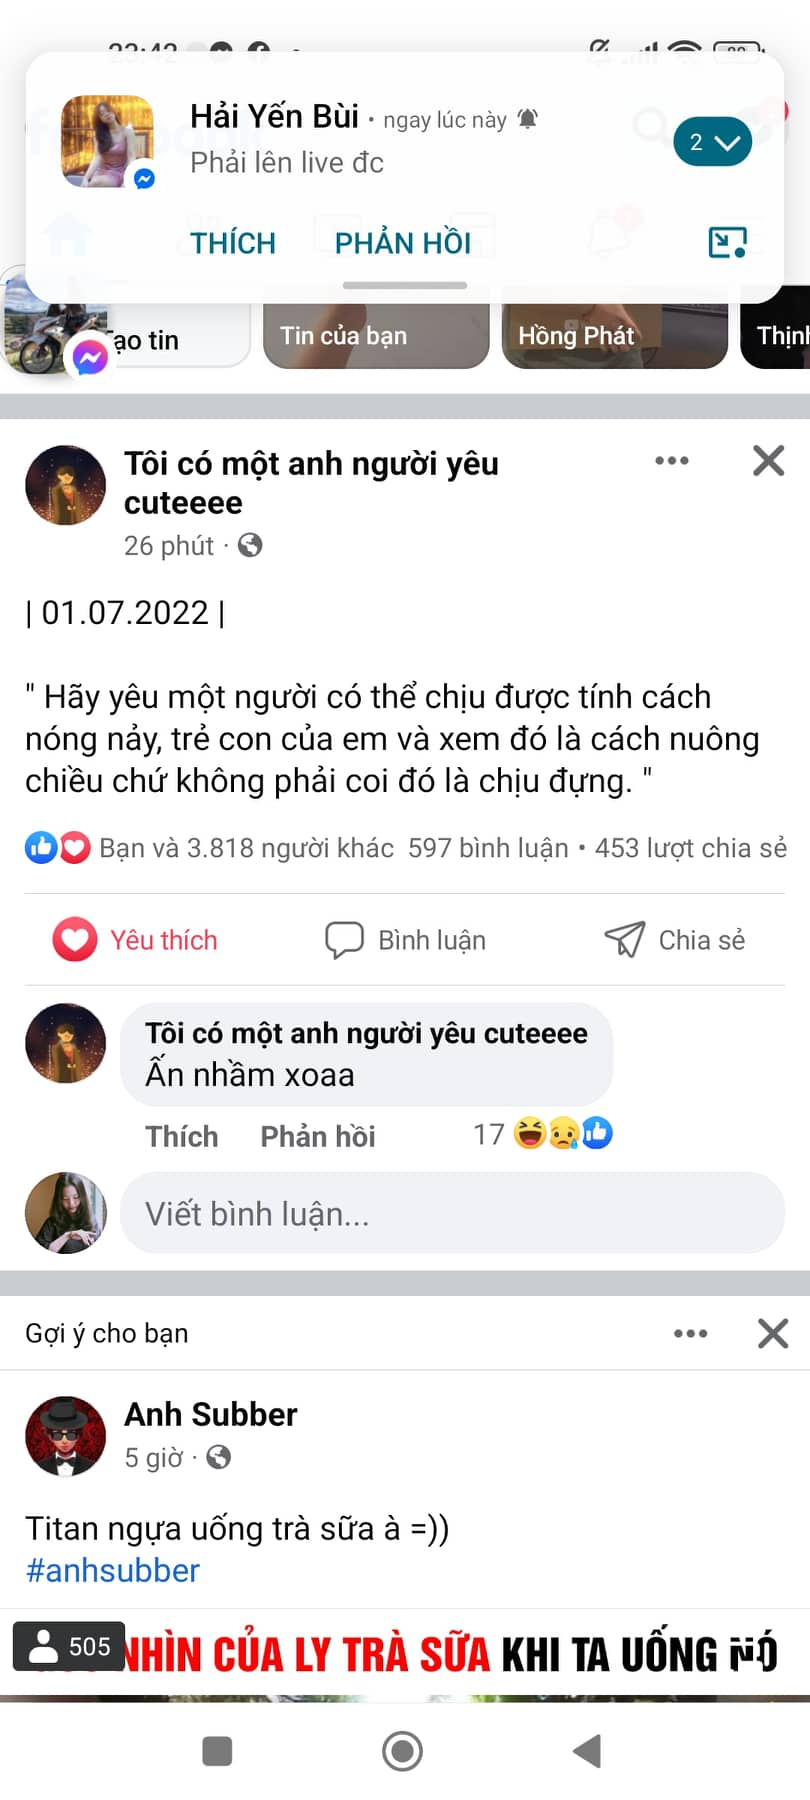 23:42
Hải Yến Bùi • ngay lúc này
Phải lên live đc
2
THÍCH PHẢN HỒI
ạo tin
Tin của bạn
Hồng Phát
Thịnh
Tôi có một anh người yêu
cuteeee
26 phút ·
| 01.07.2022 |
" Hãy yêu một người có thể chịu được tính cách
nóng nảy, trẻ con của em và xem đó là cách nuông
chiều chứ không phải coi đó là chịu đựng. "
Bạn và 3.818 người khác 597 bình luận • 453 lượt chia sẻ
Yêu thích Bình luận Chia sẻ
Tôi có một anh người yêu cuteeee
Ấn nhầm xoaa
Thích Phản hồi 17
Viết bình luận...
Gợi ý cho bạn
Anh Subber
5 giờ ·
Titan ngựa uống trà sữa à =))
#anhsubber
505
NHÌN CỦA LY TRÀ SỮA KHI TA UỐNG NÓ